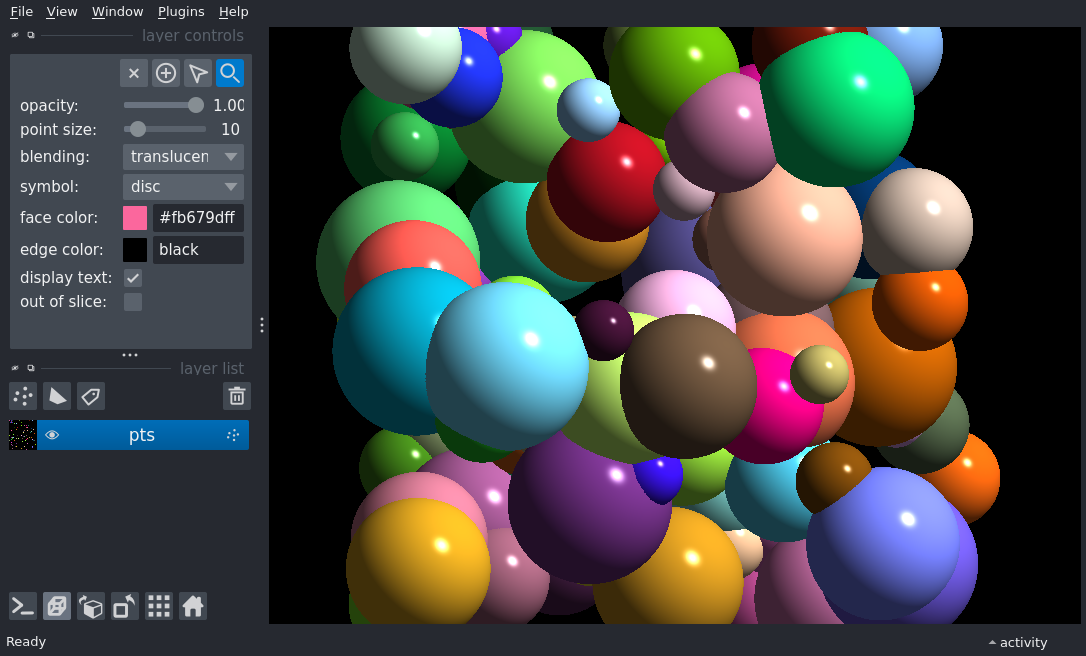 File View Window Plugins Help
layer controls
opacity: 1.00
point size: 10
blending: translucen
symbol: disc
face color: #fb679dff
edge color: black
display text:
out of slice:
layer list
pts
Ready
activity